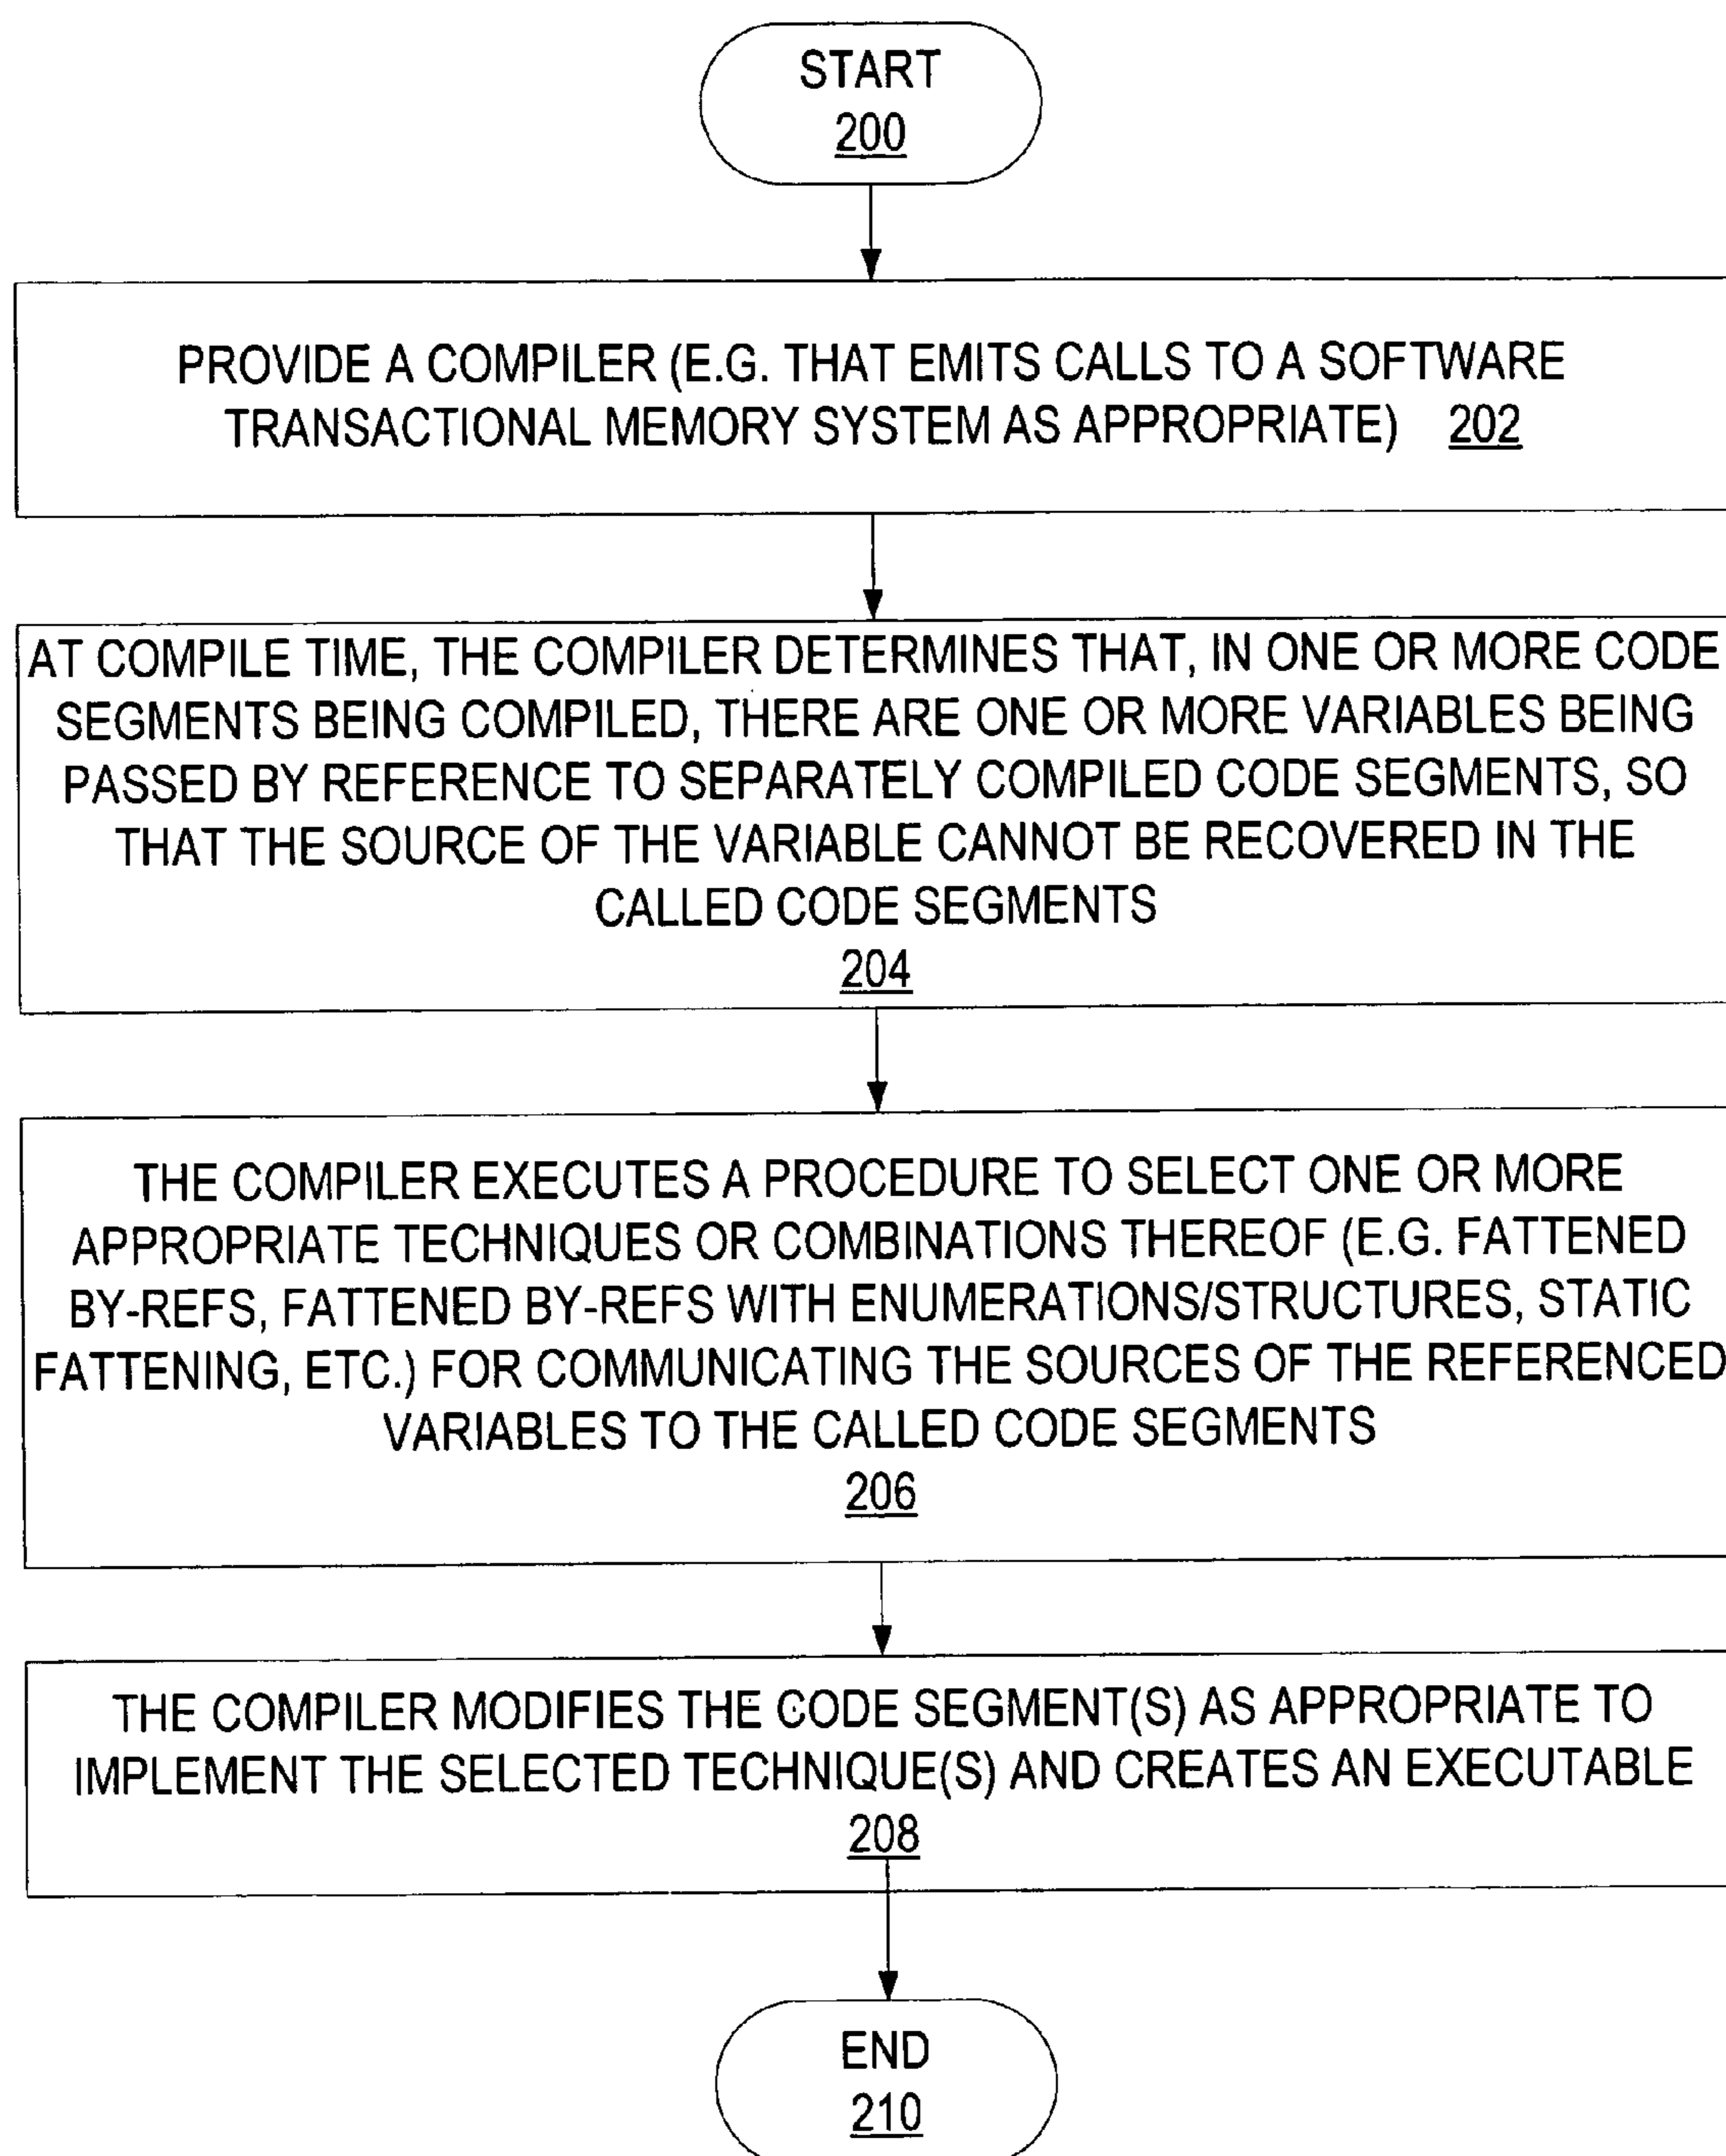 START
200
PROVIDE A COMPILER (E.G. THAT EMITS CALLS TO A SOFTWARE
TRANSACTIONAL MEMORY SYSTEM AS APPROPRIATE) 202
AT COMPILE TIME, THE COMPILER DETERMINES THAT, IN ONE OR MORE CODE
SEGMENTS BEING COMPILED, THERE ARE ONE OR MORE VARIABLES BEING
PASSED BY REFERENCE TO SEPARATELY COMPILED CODE SEGMENTS, SO
THAT THE SOURCE OF THE VARIABLE CANNOT BE RECOVERED IN THE
CALLED CODE SEGMENTS
204
THE COMPILER EXECUTES A PROCEDURE TO SELECT ONE OR MORE
APPROPRIATE TECHNIQUES OR COMBINATIONS THEREOF (E.G. FATTENED
BY-REFS, FATTENED BY-REFS WITH ENUMERATIONS/STRUCTURES, STATIC
FATTENING, ETC.) FOR COMMUNICATING THE SOURCES OF THE REFERENCED
VARIABLES TO THE CALLED CODE SEGMENTS
206
THE COMPILER MODIFIES THE CODE SEGMENT(S) AS APPROPRIATE TO
IMPLEMENT THE SELECTED TECHNIQUE(S) AND CREATES AN EXECUTABLE
208
END
210